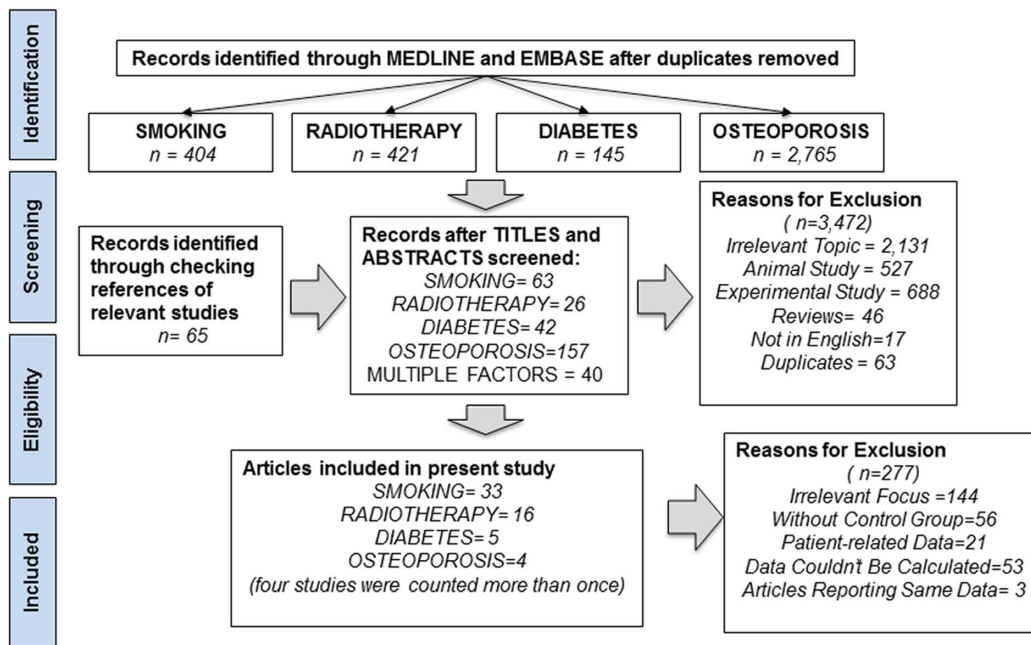 Identification
Records identified through MEDLINE and EMBASE after duplicates removed
SMOKING
n = 404
RADIOTHERAPY
n = 421
DIABETES
n = 145
OSTEOPOROSIS
n = 2,765
Screening
Records identified
through checking
references of
relevant studies
n= 65
Records after TITLES and
ABSTRACTS screened:
SMOKING= 63
RADIOTHERAPY= 26
DIABETES= 42
OSTEOPOROSIS=157
MULTIPLE FACTORS = 40
Reasons for Exclusion
( n=3,472)
Irrelevant Topic = 2,131
Animal Study = 527
Experimental Study = 688
Reviews= 46
Not in English=17
Duplicates = 63
Eligibility
Articles included in present study
SMOKING= 33
RADIOTHERAPY= 16
DIABETES= 5
OSTEOPOROSIS=4
(four studies were counted more than once)
Reasons for Exclusion
( n=277)
Irrelevant Focus =144
Without Control Group=56
Patient-related Data=21
Data Couldn't Be Calculated=53
Articles Reporting Same Data= 3
Included